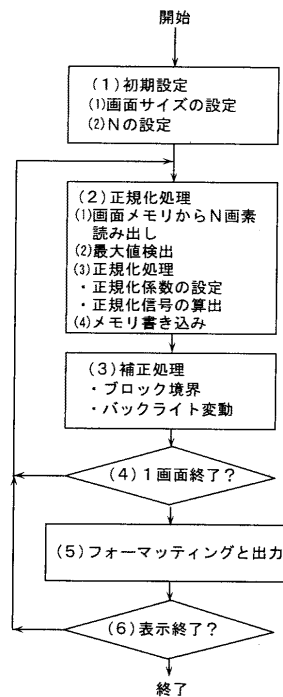 開始
(1)初期設定
(1)画面サイズの設定
(2)Nの設定
(2)正規化処理
(1)画面メモリからN画素
読み出し
(2)最大値検出
(3)正規化処理
・正規化係数の設定
・正規化信号の算出
(4)メモリ書き込み
(3)補正処理
・ブロック境界
・バックライト変動
(4)1画面終了?
(5)フォーマッティングと出力
(6)表示終了?
終了